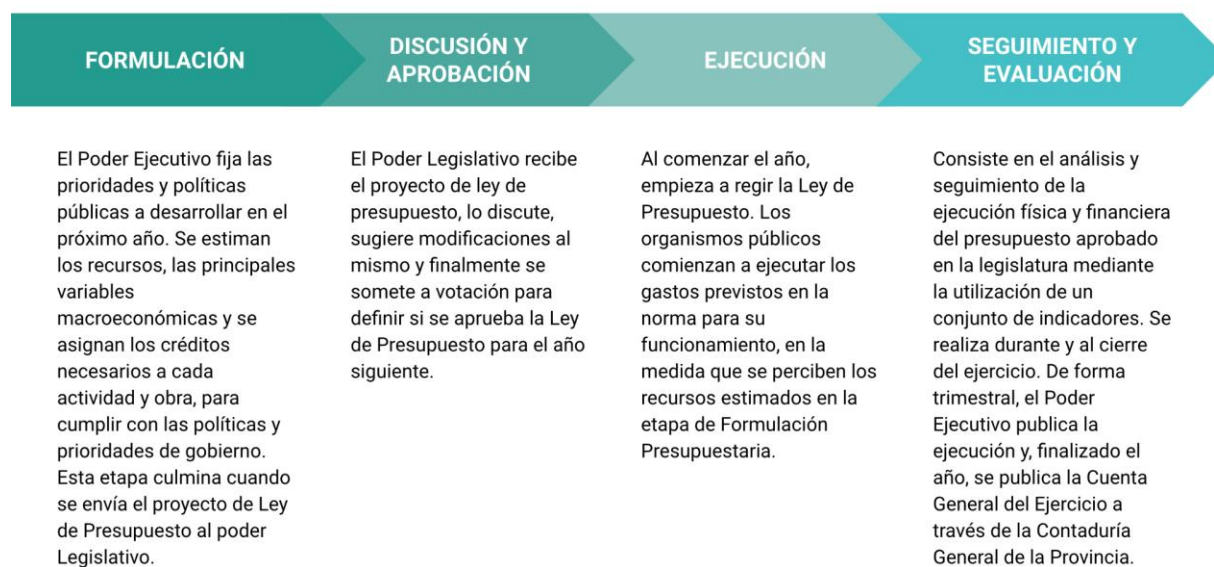 FORMULACIÓN
El Poder Ejecutivo fija las
prioridades y políticas
públicas a desarrollar en el
próximo año. Se estiman
los recursos, las principales
variables
macroeconómicas y se
asignan los créditos
necesarios a cada
actividad y obra, para
cumplir con las políticas y
prioridades de gobierno.
Esta etapa culmina cuando
se envía el proyecto de Ley
de Presupuesto al poder
Legislativo.
DISCUSIÓN Y
APROBACIÓN
El Poder Legislativo recibe
el proyecto de ley de
presupuesto, lo discute,
sugiere modificaciones al
mismo y finalmente se
somete a votación para
definir si se aprueba la Ley
de Presupuesto para el año
siguiente.
EJECUCIÓN
Al comenzar el año,
empieza a regir la Ley de
Presupuesto. Los
organismos públicos
comienzan a ejecutar los
gastos previstos en la
norma para su
funcionamiento, en la
medida que se perciben los
recursos estimados en la
etapa de Formulación
Presupuestaria.
SEGUIMIENTO Y
EVALUACIÓN
Consiste en el análisis y
seguimiento de la
ejecución física y financiera
del presupuesto aprobado
en la legislatura mediante
la utilización de un
conjunto de indicadores. Se
realiza durante y al cierre
del ejercicio. De forma
trimestral, el Poder
Ejecutivo publica la
ejecución y, finalizado el
año, se publica la Cuenta
General del Ejercicio a
través de la Contaduría
General de la Provincia.